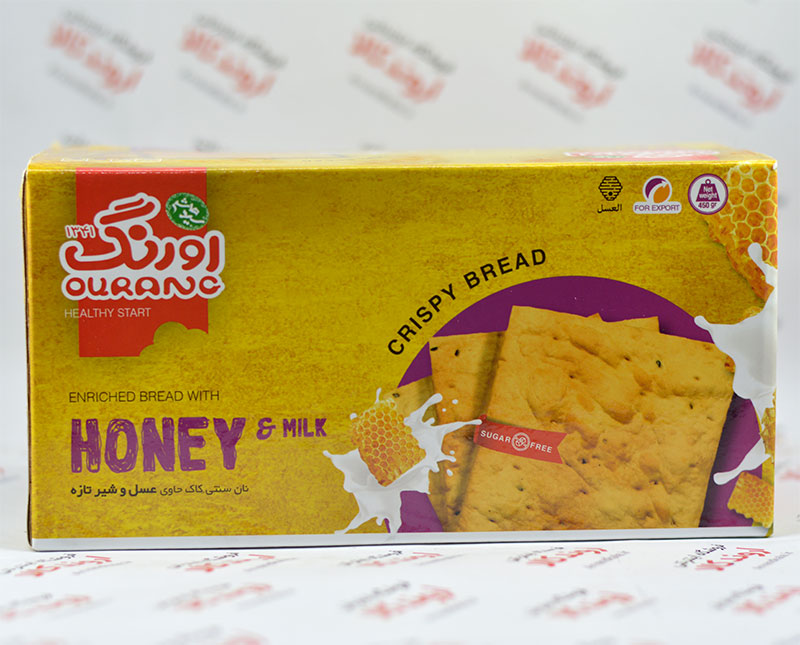 ۱۳۴۱
اورنگ
OURANG
HEALTHY START
العسل
FOR EXPORT
Net
weight
450 gr
CRISPY BREAD
ENRICHED BREAD WITH
HONEY & MILK
نان سنتی کاک حاوی عسل و شیر تازه
SUGAR FREE